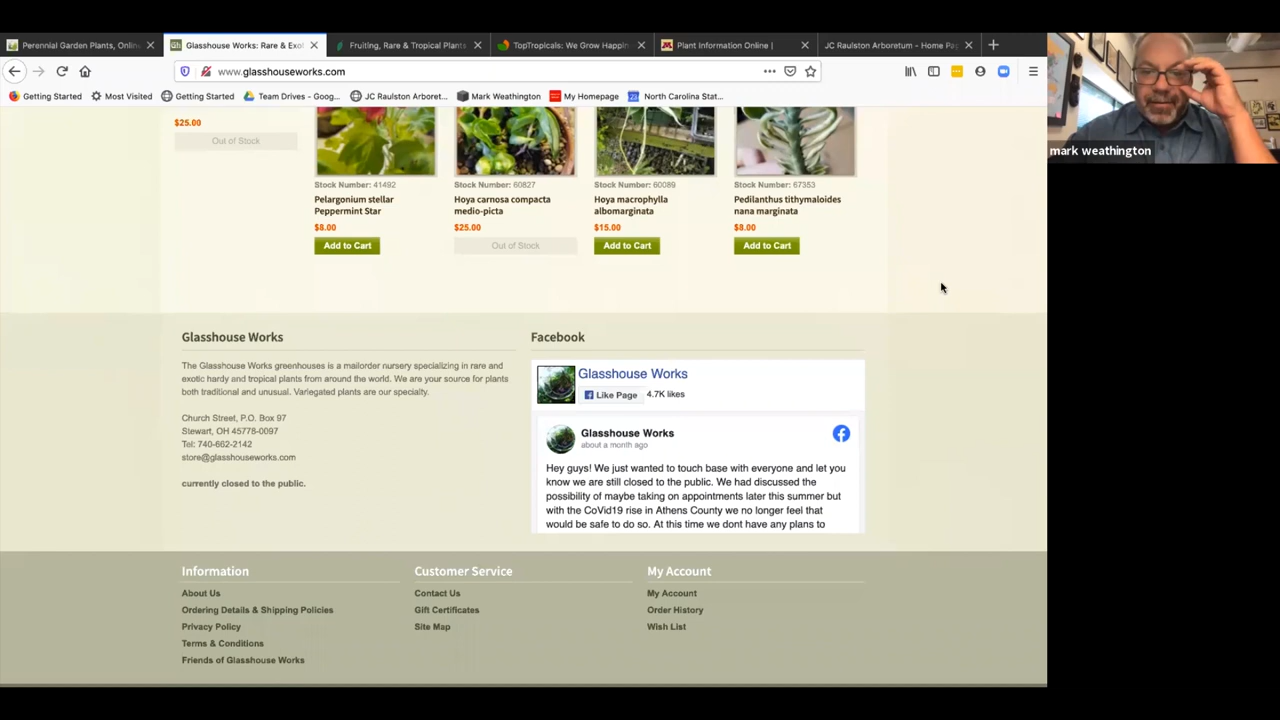 Perennial Garden Plants, Onlin
Glasshouse Works: Rare & Exo
Fruiting, Rare & Tropical Plants
TopTropicals: We Grow Happin
Plant Information Online |
JC Raulston Arboretum - Home Pag
www.glasshouseworks.com
Getting Started
Most Visited
Getting Started
Team Drives - Goog...
JC Raulston Arboret...
Mark Weathington
My Homepage
North Carolina Stat...
mark weathington
$25.00
Out of Stock
Stock Number: 41492
Pelargonium stellar
Peppermint Star
$8.00
Add to Cart
Stock Number: 60827
Hoya carnosa compacta
medio-picta
$25.00
Out of Stock
Stock Number: 60089
Hoya macrophylla
albomarginata
$15.00
Add to Cart
Stock Number: 67353
Pedilanthus tithymaloides
nana marginata
$8.00
Add to Cart
Glasshouse Works
The Glasshouse Works greenhouses is a mailorder nursery specializing in rare and
exotic hardy and tropical plants from around the world. We are your source for plants
both traditional and unusual. Variegated plants are our specialty.
Church Street, P.O. Box 97
Stewart, OH 45778-0097
Tel: 740-662-2142
store@glasshouseworks.com
currently closed to the public.
Facebook
Glasshouse Works
Like Page
4.7K likes
Glasshouse Works
about a month ago
Hey guys! We just wanted to touch base with everyone and let you
know we are still closed to the public. We had discussed the
possibility of maybe taking on appointments later this summer but
with the CoVid19 rise in Athens County we no longer feel that
would be safe to do so. At this time we dont have any plans to
Information
About Us
Ordering Details & Shipping Policies
Privacy Policy
Terms & Conditions
Friends of Glasshouse Works
Customer Service
Contact Us
Gift Certificates
Site Map
My Account
My Account
Order History
Wish List